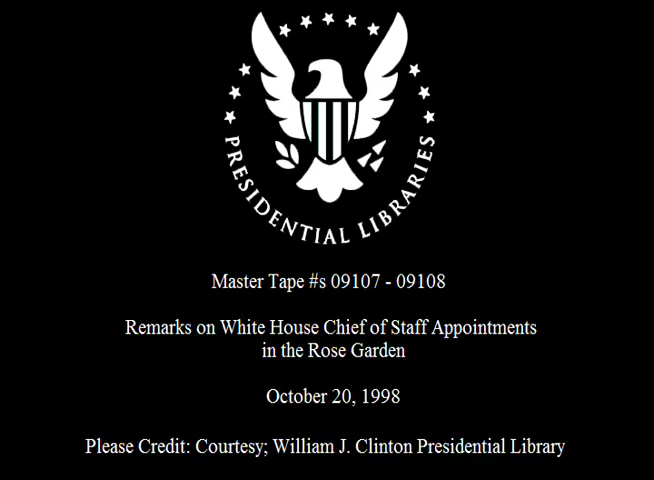 PRESIDENTIAL LIBRARIES
Master Tape #s 09107 - 09108
Remarks on White House Chief of Staff Appointments
in the Rose Garden
October 20, 1998
Please Credit: Courtesy; William J. Clinton Presidential Library